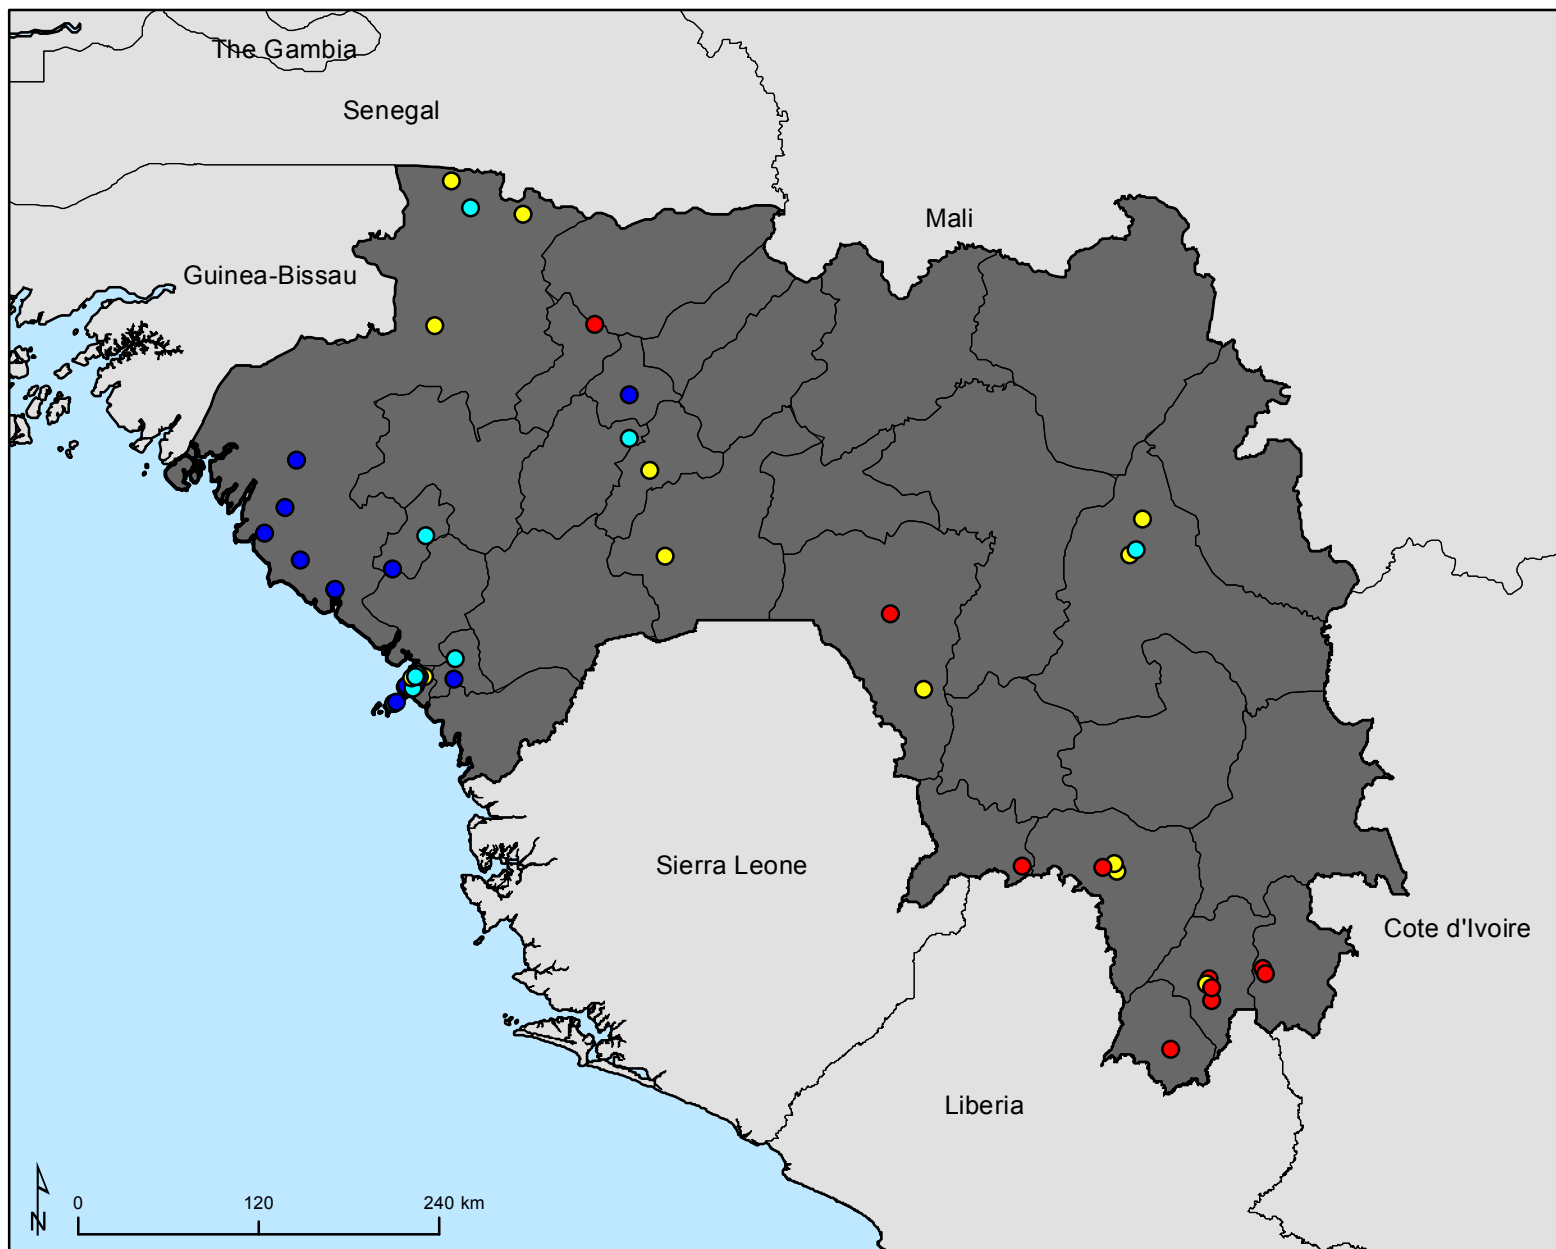 The Gambia
Senegal
Mali
Guinea-Bissau
Sierra Leone
Cote d'Ivoire
Liberia
N
0 120 240 km